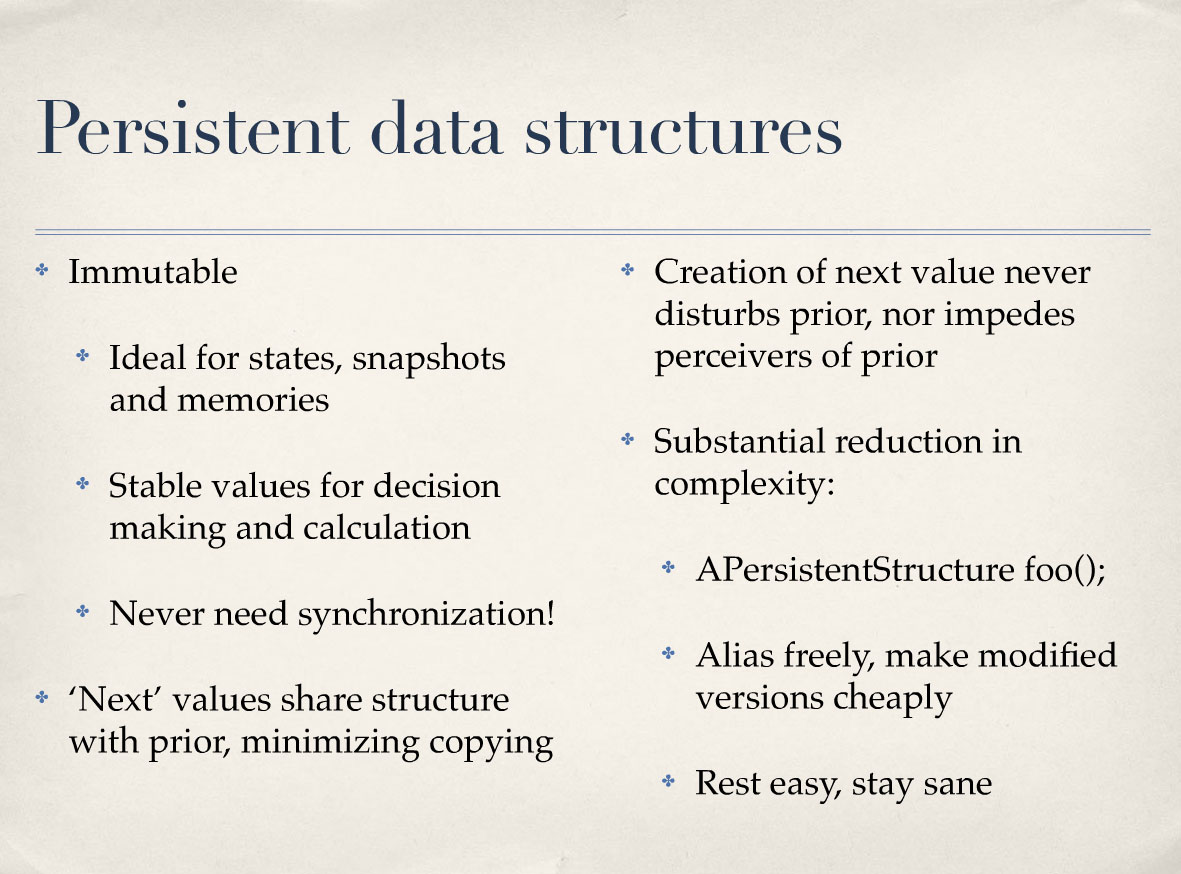 Persistent data structures
Immutable
Ideal for states, snapshots
and memories
Stable values for decision
making and calculation
Never need synchronization!
‘Next’ values share structure
with prior, minimizing copying
Creation of next value never
disturbs prior, nor impedes
perceivers of prior
Substantial reduction in
complexity:
APersistentStructure foo();
Alias freely, make modified
versions cheaply
Rest easy, stay sane